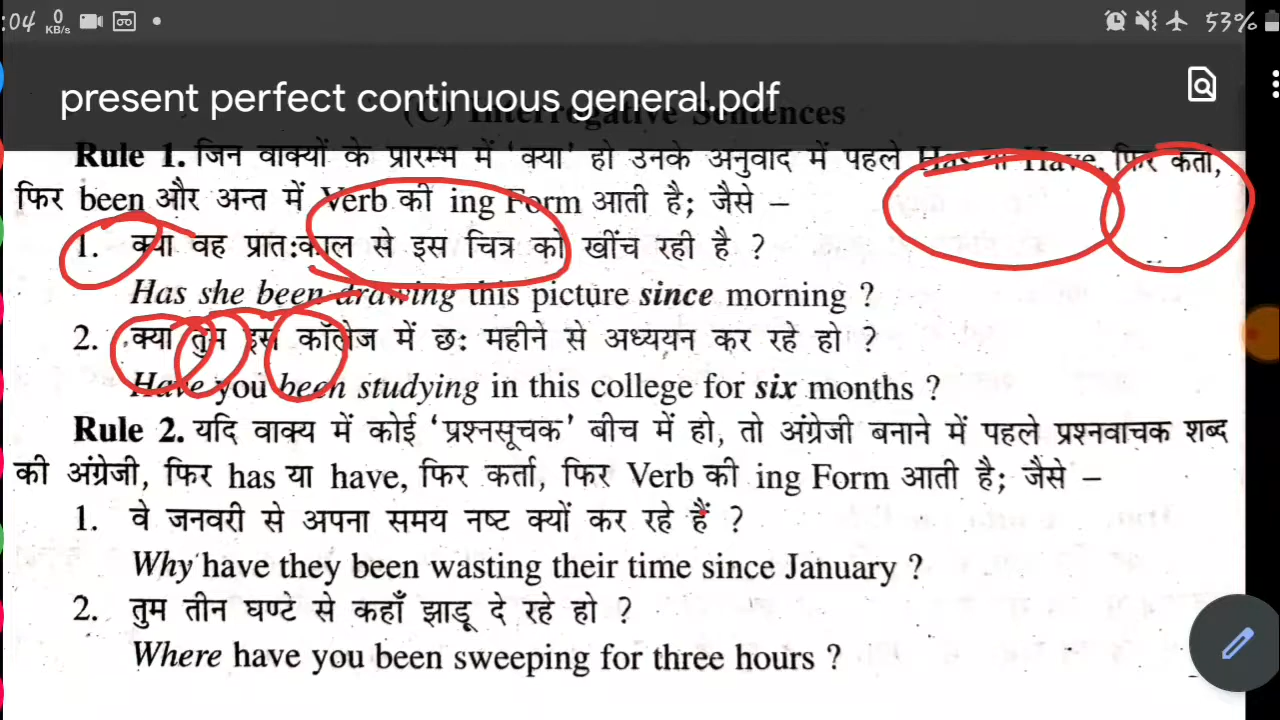 :04 0 KB/s 53%
present perfect continuous general.pdf
(C) Interrogative Sentences
Rule 1. जिन वाक्यों के प्रारम्भ में 'क्या' हो उनके अनुवाद में पहले Has या Have, फिर कर्ता,
फिर been और अन्त में Verb की ing Form आती है; जैसे –
1. क्या वह प्रात:काल से इस चित्र को खींच रही है ?
Has she been drawing this picture since morning ?
2. क्या तुम इस कॉलेज में छ: महीने से अध्ययन कर रहे हो ?
Have you been studying in this college for six months ?
Rule 2. यदि वाक्य में कोई 'प्रश्नसूचक' बीच में हो, तो अंग्रेजी बनाने में पहले प्रश्नवाचक शब्द
की अंग्रेजी, फिर has या have, फिर कर्ता, फिर Verb की ing Form आती है; जैसे –
1. वे जनवरी से अपना समय नष्ट क्यों कर रहे हैं ?
Why have they been wasting their time since January ?
2. तुम तीन घण्टे से कहाँ झाडू दे रहे हो ?
Where have you been sweeping for three hours ?